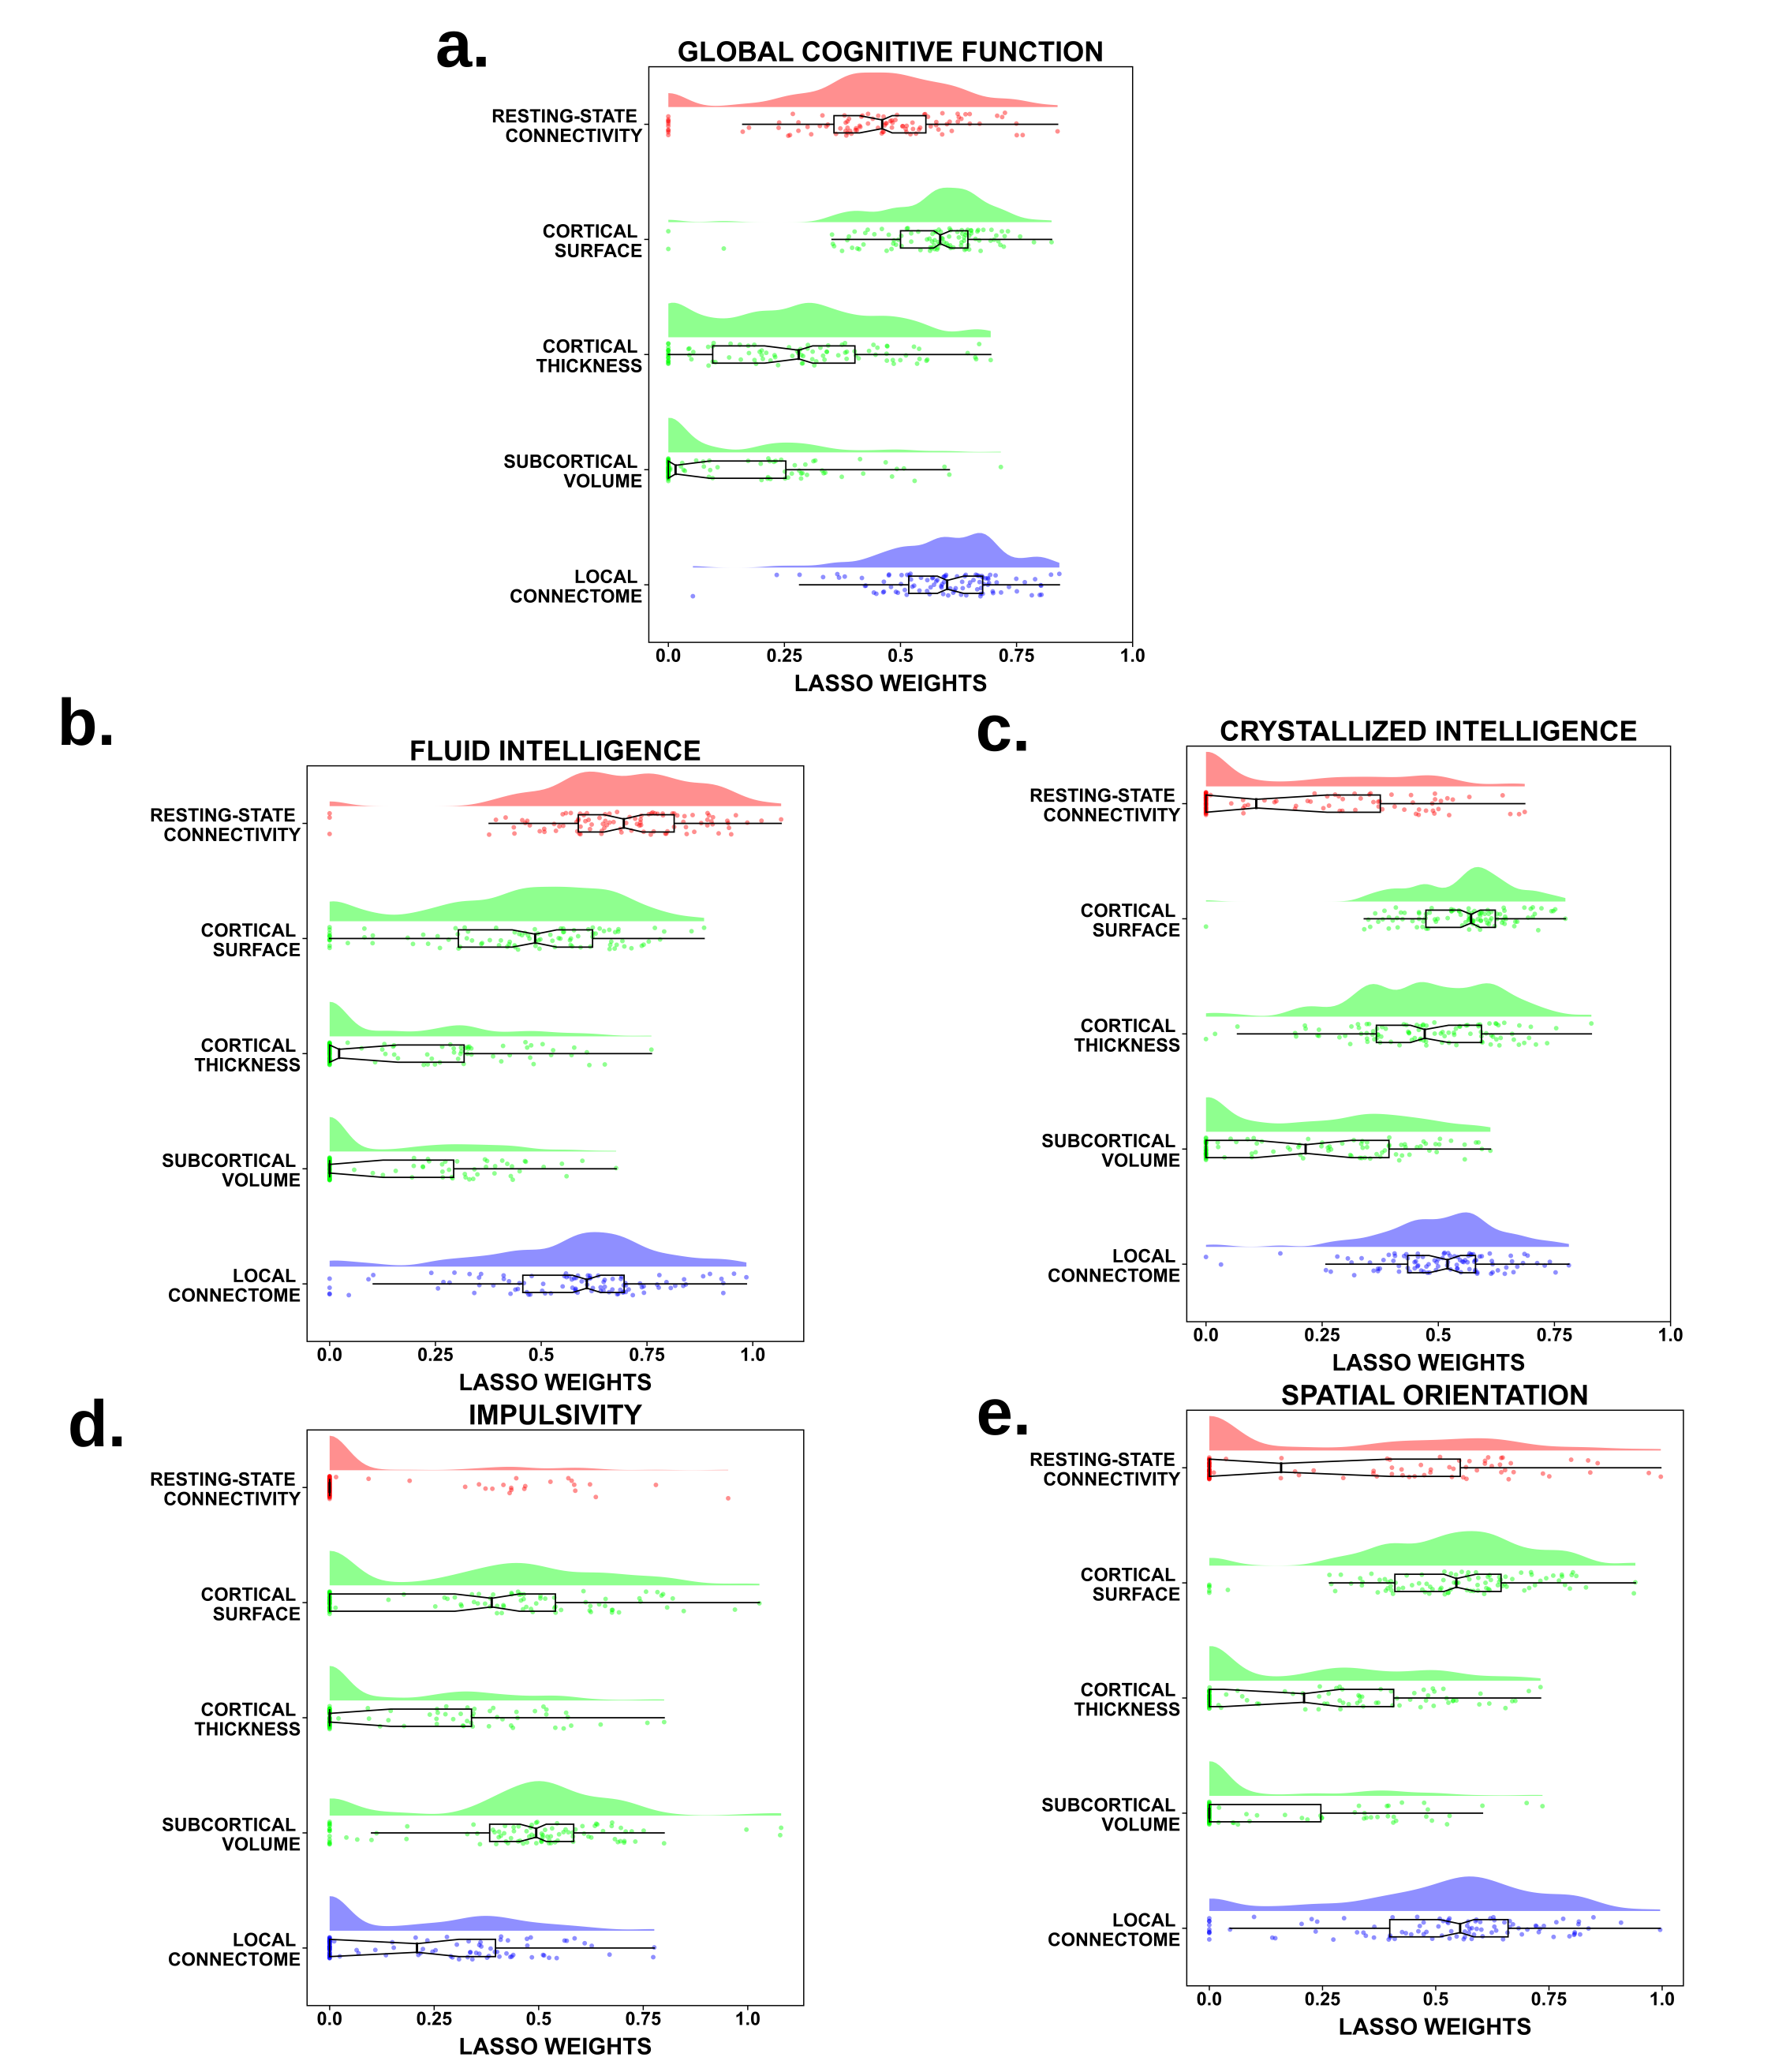 a.
GLOBAL COGNITIVE FUNCTION
RESTING-STATE
CONNECTIVITY
CORTICAL
SURFACE
CORTICAL
THICKNESS
SUBCORTICAL
VOLUME
LOCAL
CONNECTOME
0.0 0.25 0.5 0.75 1.0
LASSO WEIGHTS
b.
FLUID INTELLIGENCE
RESTING-STATE
CONNECTIVITY
CORTICAL
SURFACE
CORTICAL
THICKNESS
SUBCORTICAL
VOLUME
LOCAL
CONNECTOME
0.0 0.25 0.5 0.75 1.0
LASSO WEIGHTS
c.
CRYSTALLIZED INTELLIGENCE
RESTING-STATE
CONNECTIVITY
CORTICAL
SURFACE
CORTICAL
THICKNESS
SUBCORTICAL
VOLUME
LOCAL
CONNECTOME
0.0 0.25 0.5 0.75 1.0
LASSO WEIGHTS
d.
IMPULSIVITY
RESTING-STATE
CONNECTIVITY
CORTICAL
SURFACE
CORTICAL
THICKNESS
SUBCORTICAL
VOLUME
LOCAL
CONNECTOME
0.0 0.25 0.5 0.75 1.0
LASSO WEIGHTS
e.
SPATIAL ORIENTATION
RESTING-STATE
CONNECTIVITY
CORTICAL
SURFACE
CORTICAL
THICKNESS
SUBCORTICAL
VOLUME
LOCAL
CONNECTOME
0.0 0.25 0.5 0.75 1.0
LASSO WEIGHTS